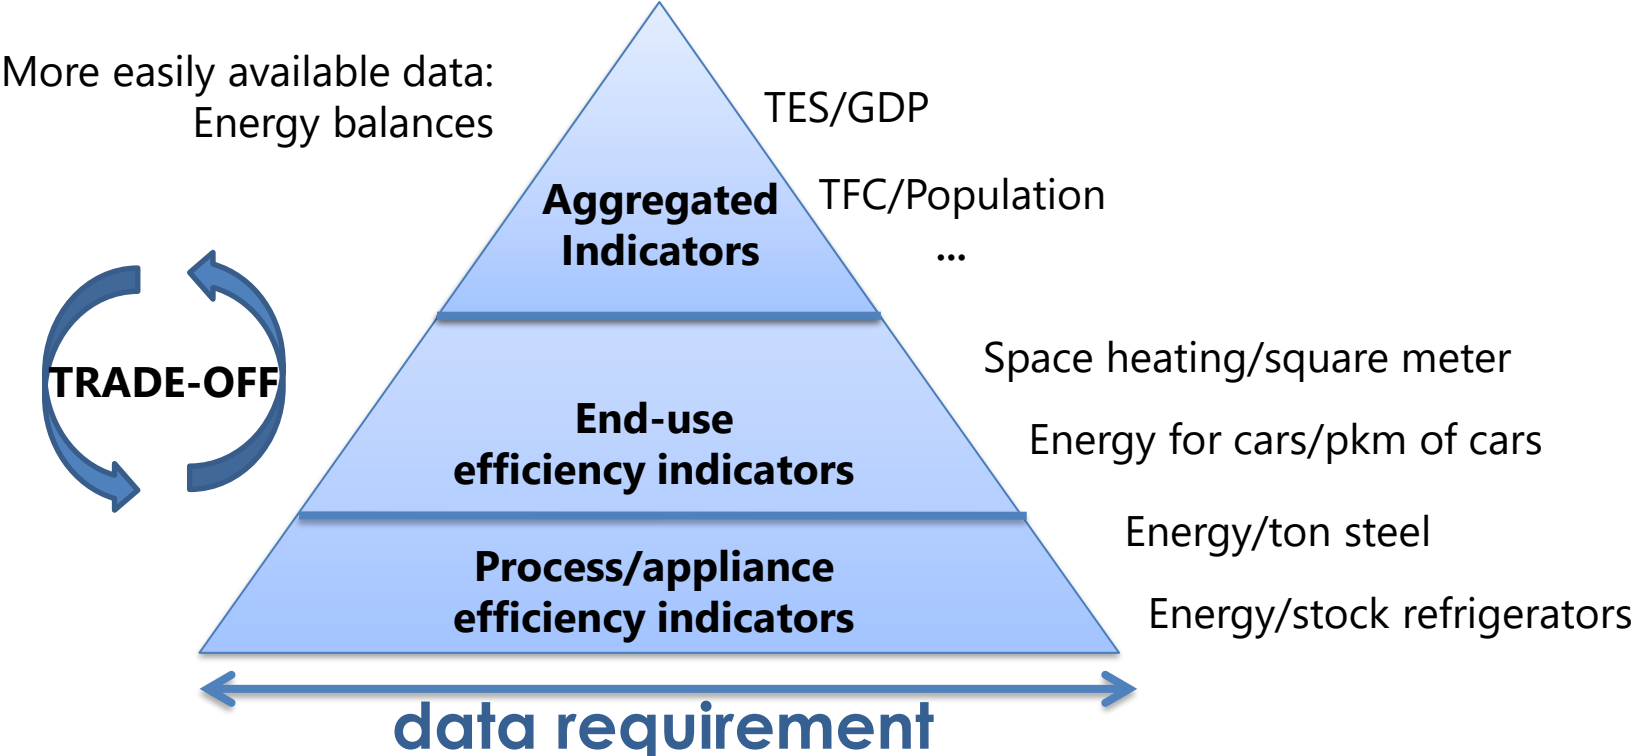 More easily available data:
Energy balances
TES/GDP
TFC/Population
...
Aggregated
Indicators
TRADE-OFF
Space heating/square meter
Energy for cars/pkm of cars
End-use
efficiency indicators
Energy/ton steel
Energy/stock refrigerators
Process/appliance
efficiency indicators
data requirement